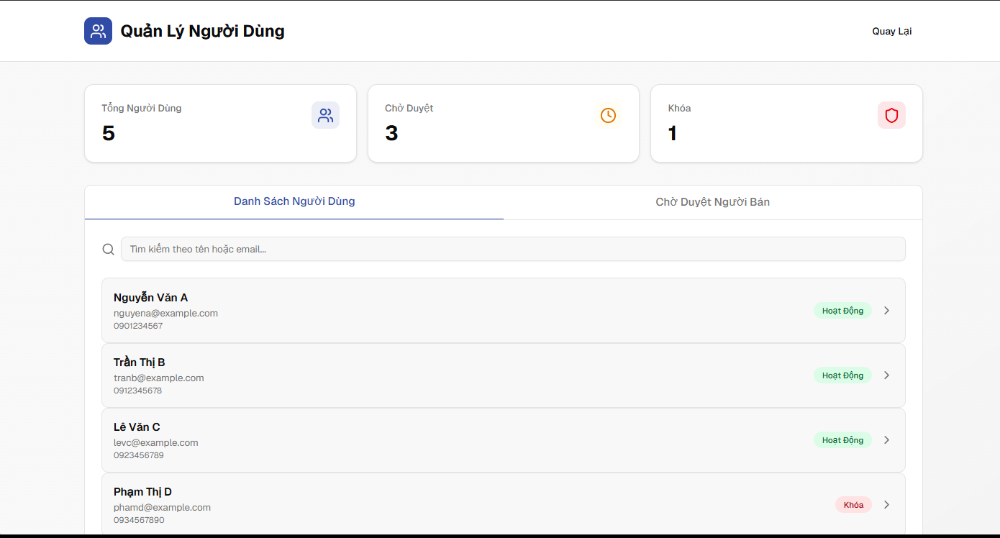 Quản Lý Người Dùng
Quay Lại
Tổng Người Dùng
5
Chờ Duyệt
3
Khóa
1
Danh Sách Người Dùng
Chờ Duyệt Người Bán
Tìm kiếm theo tên hoặc email...
Nguyễn Văn A
nguyena@example.com
0901234567
Hoạt Động
Trần Thị B
tranb@example.com
0912345678
Hoạt Động
Lê Văn C
levc@example.com
0923456789
Hoạt Động
Phạm Thị D
phamd@example.com
0934567890
Khóa